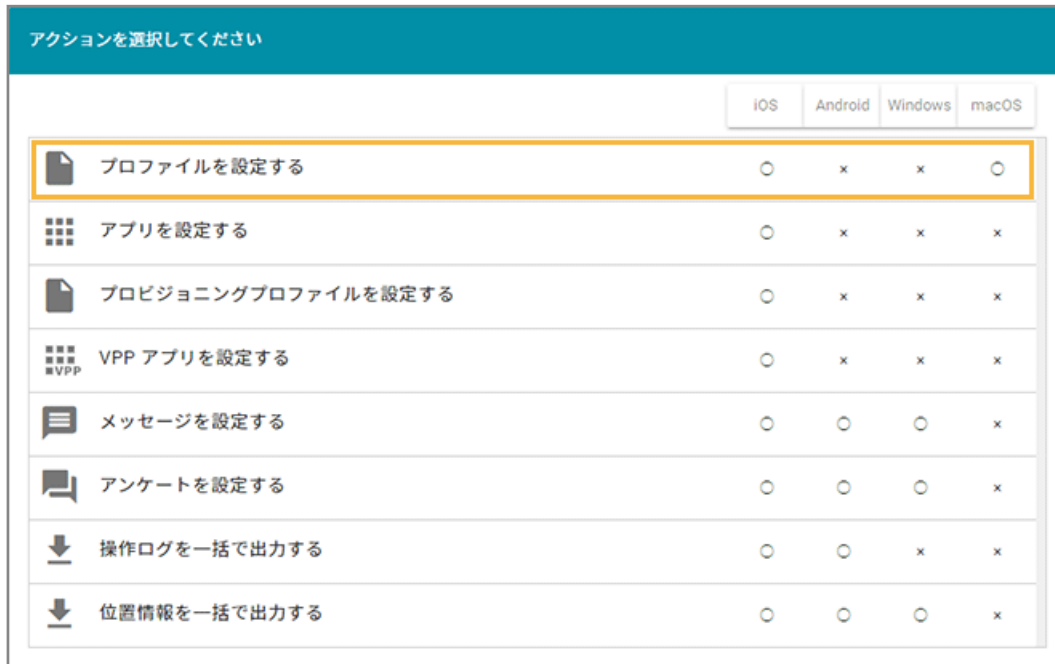 アクションを選択してください
iOS Android Windows macOS
プロファイルを設定する ○ × × ○
アプリを設定する ○ × × ×
プロビジョニングプロファイルを設定する ○ × × ×
VPP VPP アプリを設定する ○ × × ×
メッセージを設定する ○ ○ ○ ×
アンケートを設定する ○ ○ ○ ×
操作ログを一括で出力する ○ ○ × ×
位置情報を一括で出力する ○ ○ ○ ×